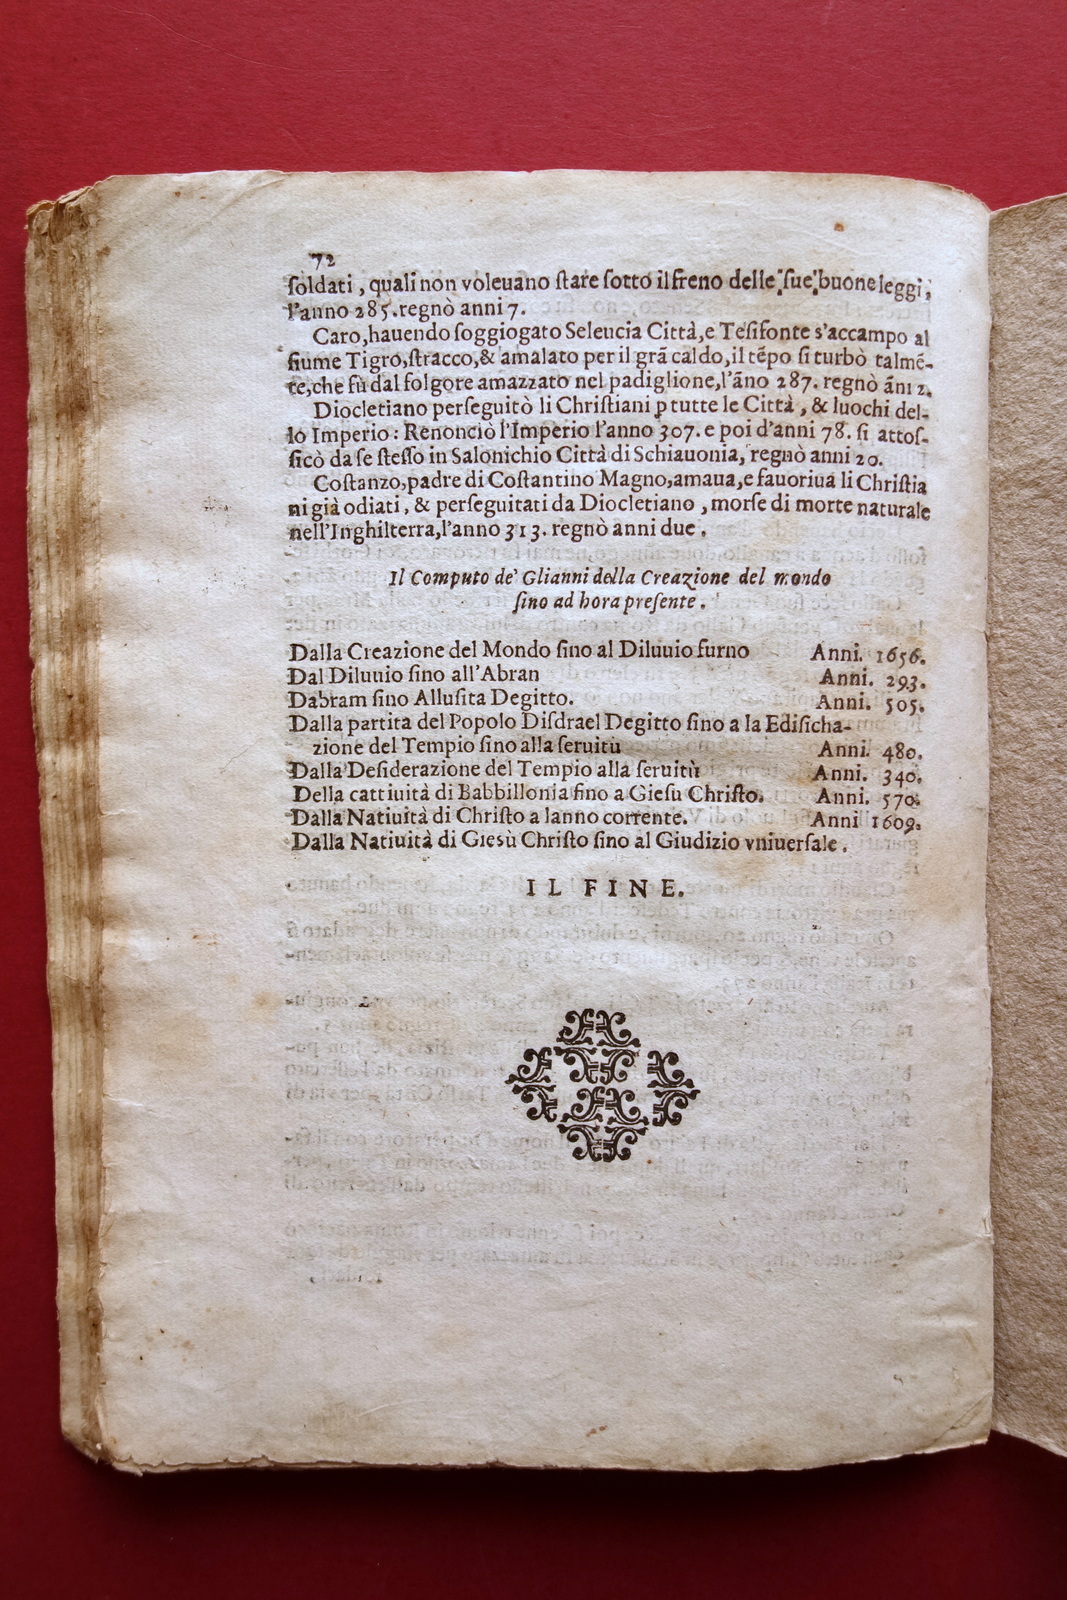 72
soldati, quali non voleuano stare sotto il freno delle sue buone leggi,
l'anno 285. regnò anni 7.
Caro, hauendo soggiogato Seleucia Città, e Tesifonte s'accampo al
fiume Tigro, stracco, & amalato per il grã caldo, il tẽpo si turbò talmẽ-
te, che fù dal folgore amazzato nel padiglione, l'ãno 287. regnò ãni 2.
Diocletiano perseguitò li Christiani ꝑ tutte le Città, & luochi del-
lo Imperio: Renonciò l'Imperio l'anno 307. e poi d'anni 78. si attos-
sicò da se stesso in Salonichio Città di Schiauonia, regnò anni 20.
Costanzo, padre di Costantino Magno, amaua, e fauoriua li Christia
ni già odiati, & perseguitati da Diocletiano, morse di morte naturale
nell'Inghilterra, l'anno 313. regnò anni due.
Il Computo de' Glianni della Creazione del mondo
sino ad hora presente.
Dalla Creazione del Mondo sino al Diluuio furno Anni. 1656.
Dal Diluuio sino all'Abran Anni. 293.
Dabram sino Allusita Degitto. Anni. 505.
Dalla partita del Popolo Disdrael Degitto sino a la Edificha-
zione del Tempio sino alla seruitù Anni. 480.
Dalla Desiderazione del Tempio alla seruitù Anni. 340.
Della cattiuità di Babbillonia sino a Giesu Christo. Anni. 570.
Dalla Natiuità di Christo a lanno corrente. Anni 1609.
Dalla Natiuità di Giesù Christo sino al Giudizio vniuersale.
IL FINE.